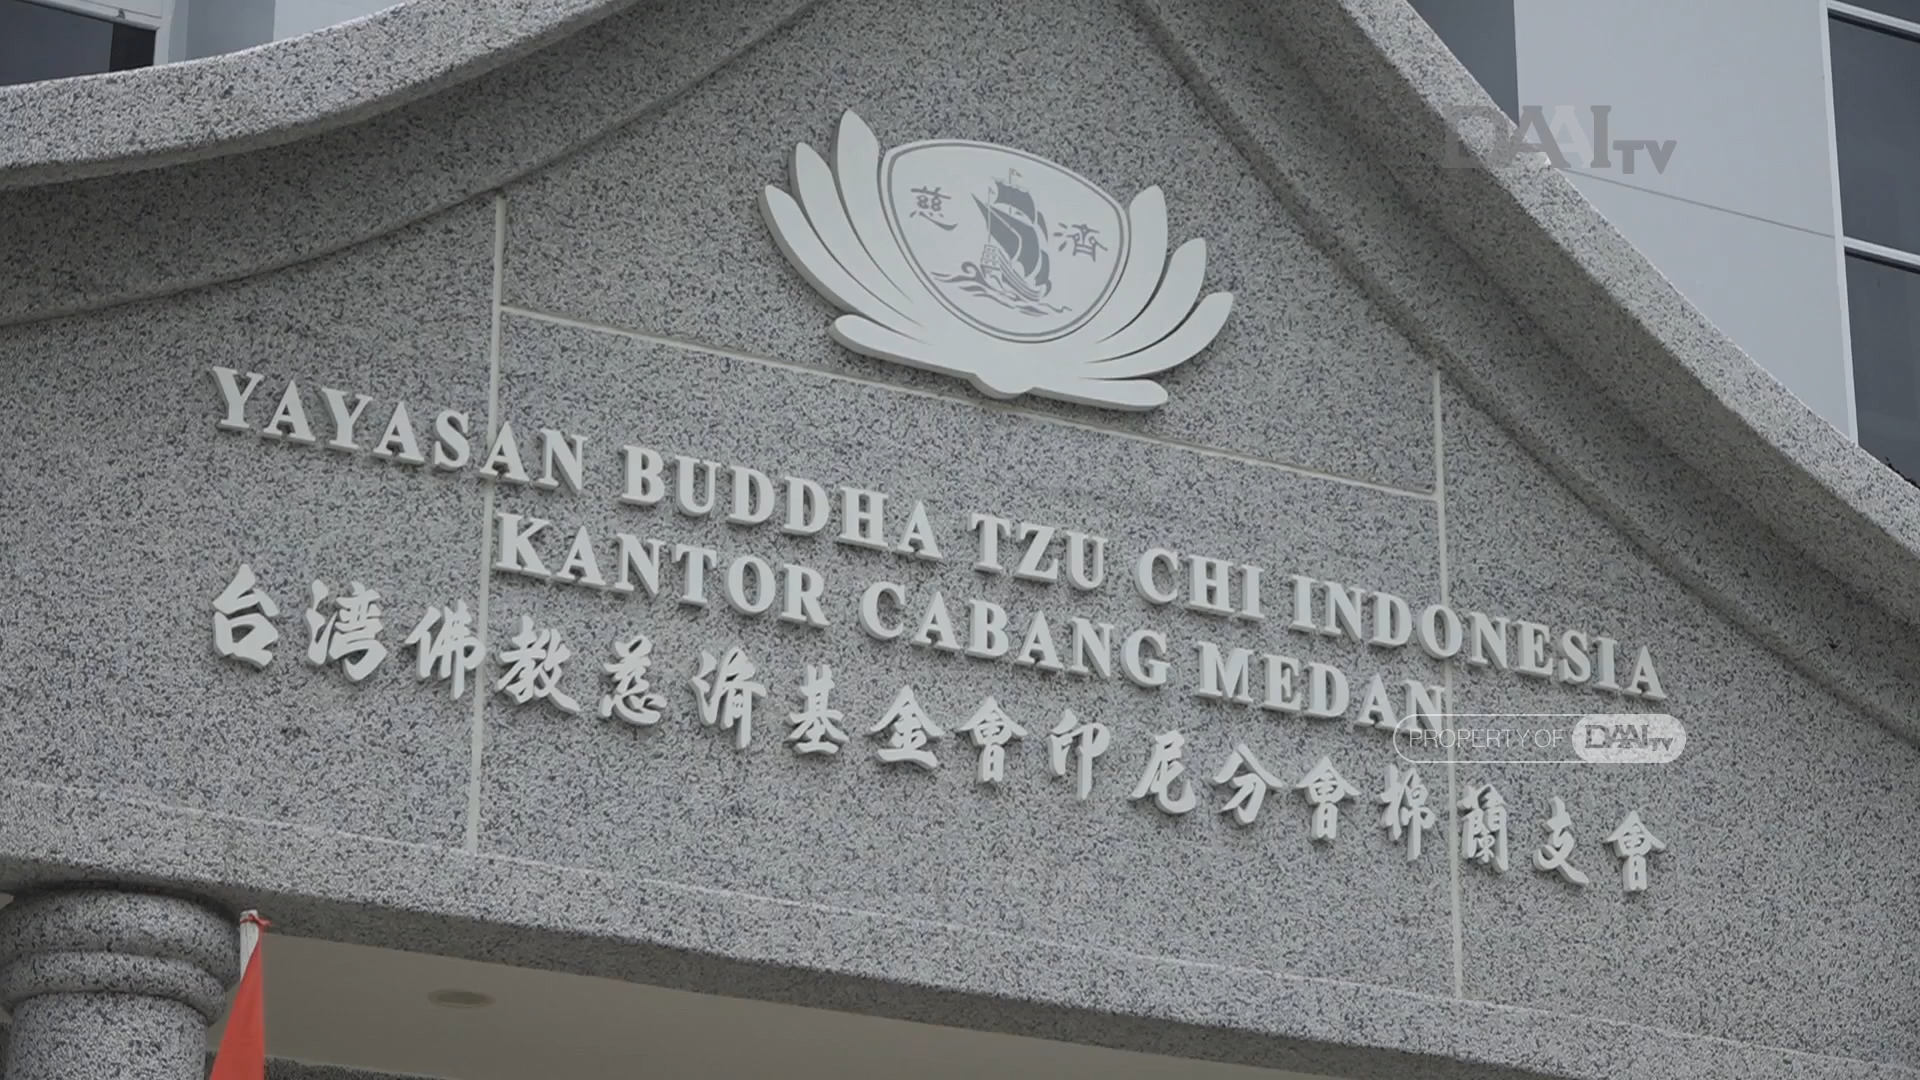 DAAI TV
慈 濟
YAYASAN BUDDHA TZU CHI INDONESIA
KANTOR CABANG MEDAN
台湾佛教慈濟基金會印尼分會棉蘭支會
PROPERTY OF DAAI TV